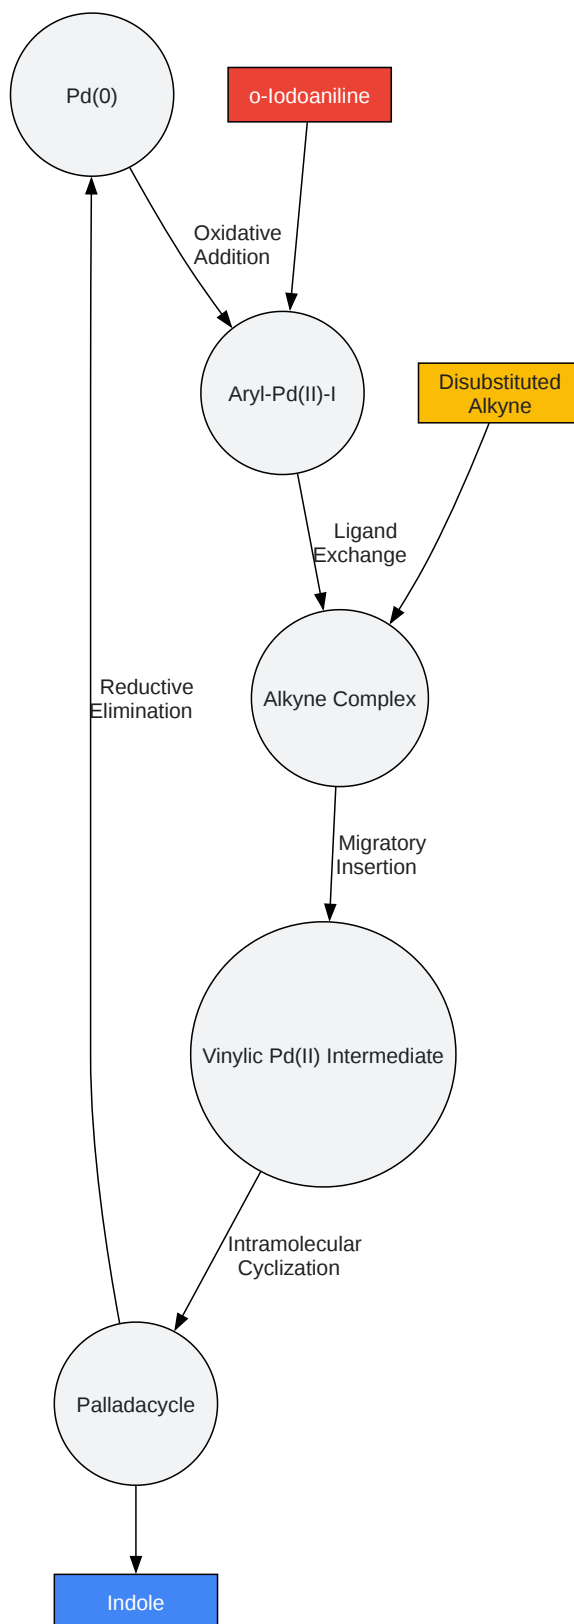 Pd(0)
o-Iodoaniline
Oxidative
Addition
Aryl-Pd(II)-I
Disubstituted
Alkyne
Ligand
Exchange
Alkyne Complex
Reductive
Elimination
Migratory
Insertion
Vinylic Pd(II) Intermediate
Intramolecular
Cyclization
Palladacycle
Indole